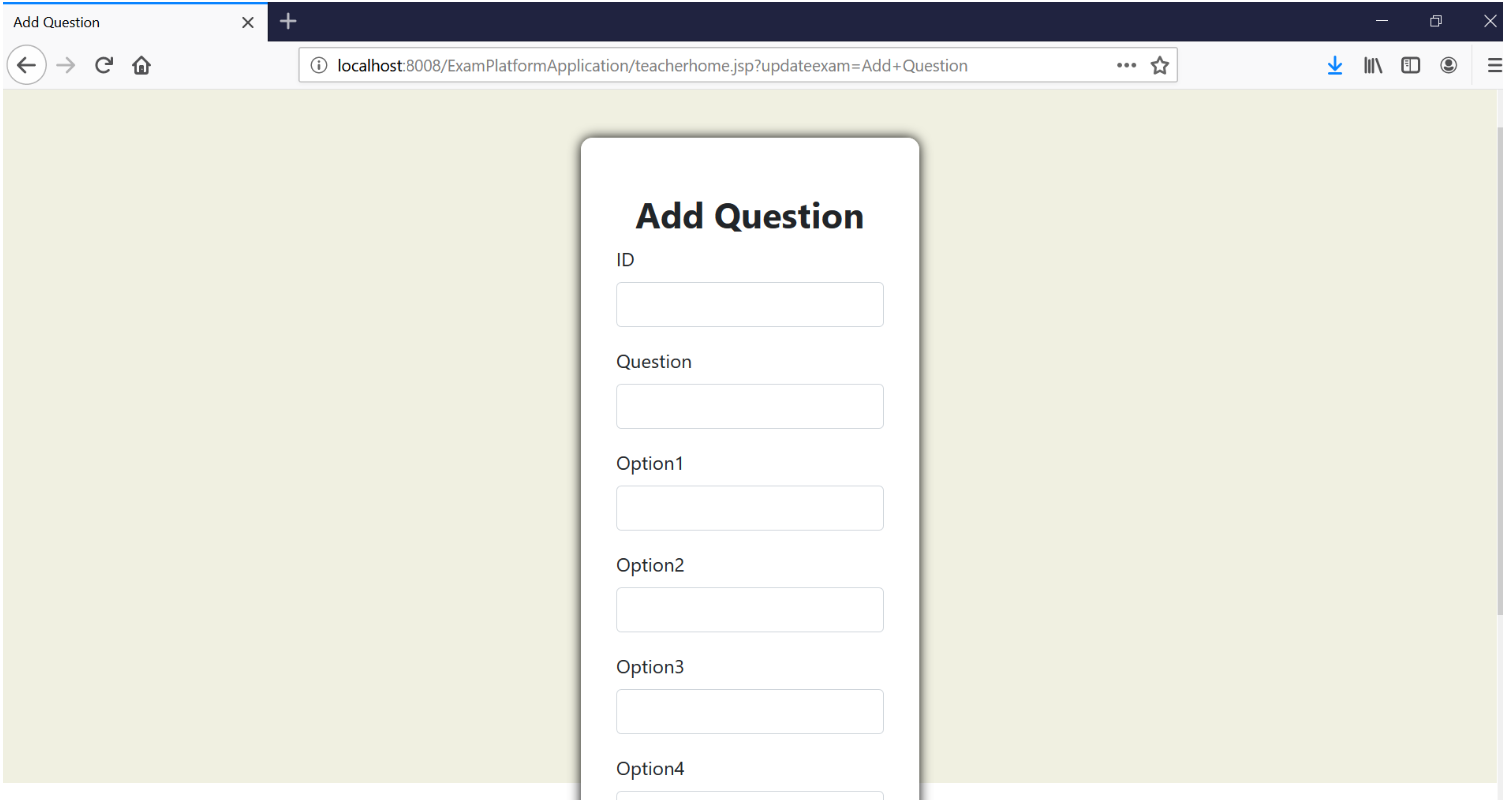 Add Question
localhost:8008/ExamPlatformApplication/teacherhome.jsp?updateexam=Add+Question
Add Question
ID
Question
Option1
Option2
Option3
Option4